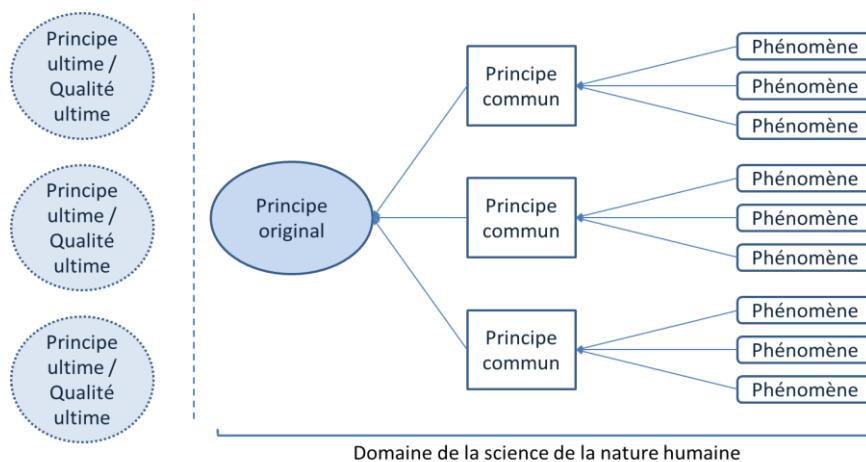 Principe
ultime /
Qualité
ultime
Principe
ultime /
Qualité
ultime
Principe
ultime /
Qualité
ultime
Principe
original
Principe
commun
Phénomène
Phénomène
Phénomène
Principe
commun
Phénomène
Phénomène
Phénomène
Principe
commun
Phénomène
Phénomène
Phénomène
Domaine de la science de la nature humaine